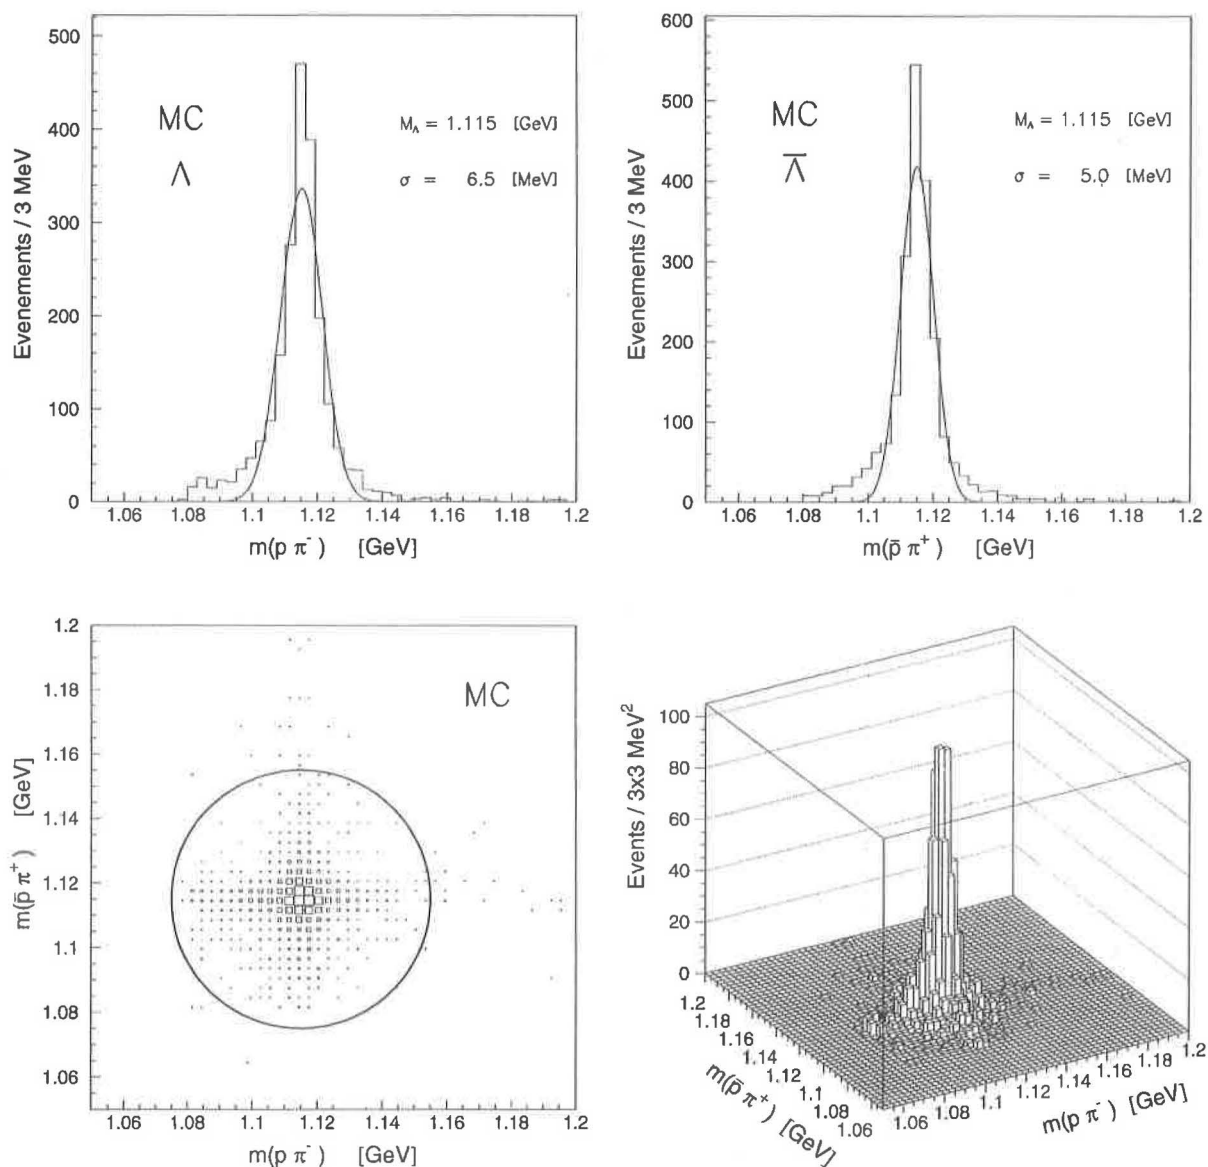 500
400
300
200
100
0
Evenements / 3 MeV
MC
Λ
M_Λ = 1.115 [GeV]
σ = 6.5 [MeV]
1.06 1.08 1.1 1.12 1.14 1.16 1.18 1.2
m(p π⁻) [GeV]
600
500
400
300
200
100
0
Evenements / 3 MeV
MC
Λ̅
M_Λ = 1.115 [GeV]
σ = 5.0 [MeV]
1.06 1.08 1.1 1.12 1.14 1.16 1.18 1.2
m(p̄ π⁺) [GeV]
1.2
1.18
1.16
1.14
1.12
1.1
1.08
1.06
m(p̄ π⁺) [GeV]
MC
1.06 1.08 1.1 1.12 1.14 1.16 1.18 1.2
m(p π⁻) [GeV]
100
80
60
40
20
0
Events / 3x3 MeV²
1.2
1.18
1.16
1.14
1.12
1.1
1.08
1.06
m(p̄ π⁺) [GeV]
1.06 1.08 1.1 1.12 1.14 1.16 1.18 1.2
m(p π⁻) [GeV]